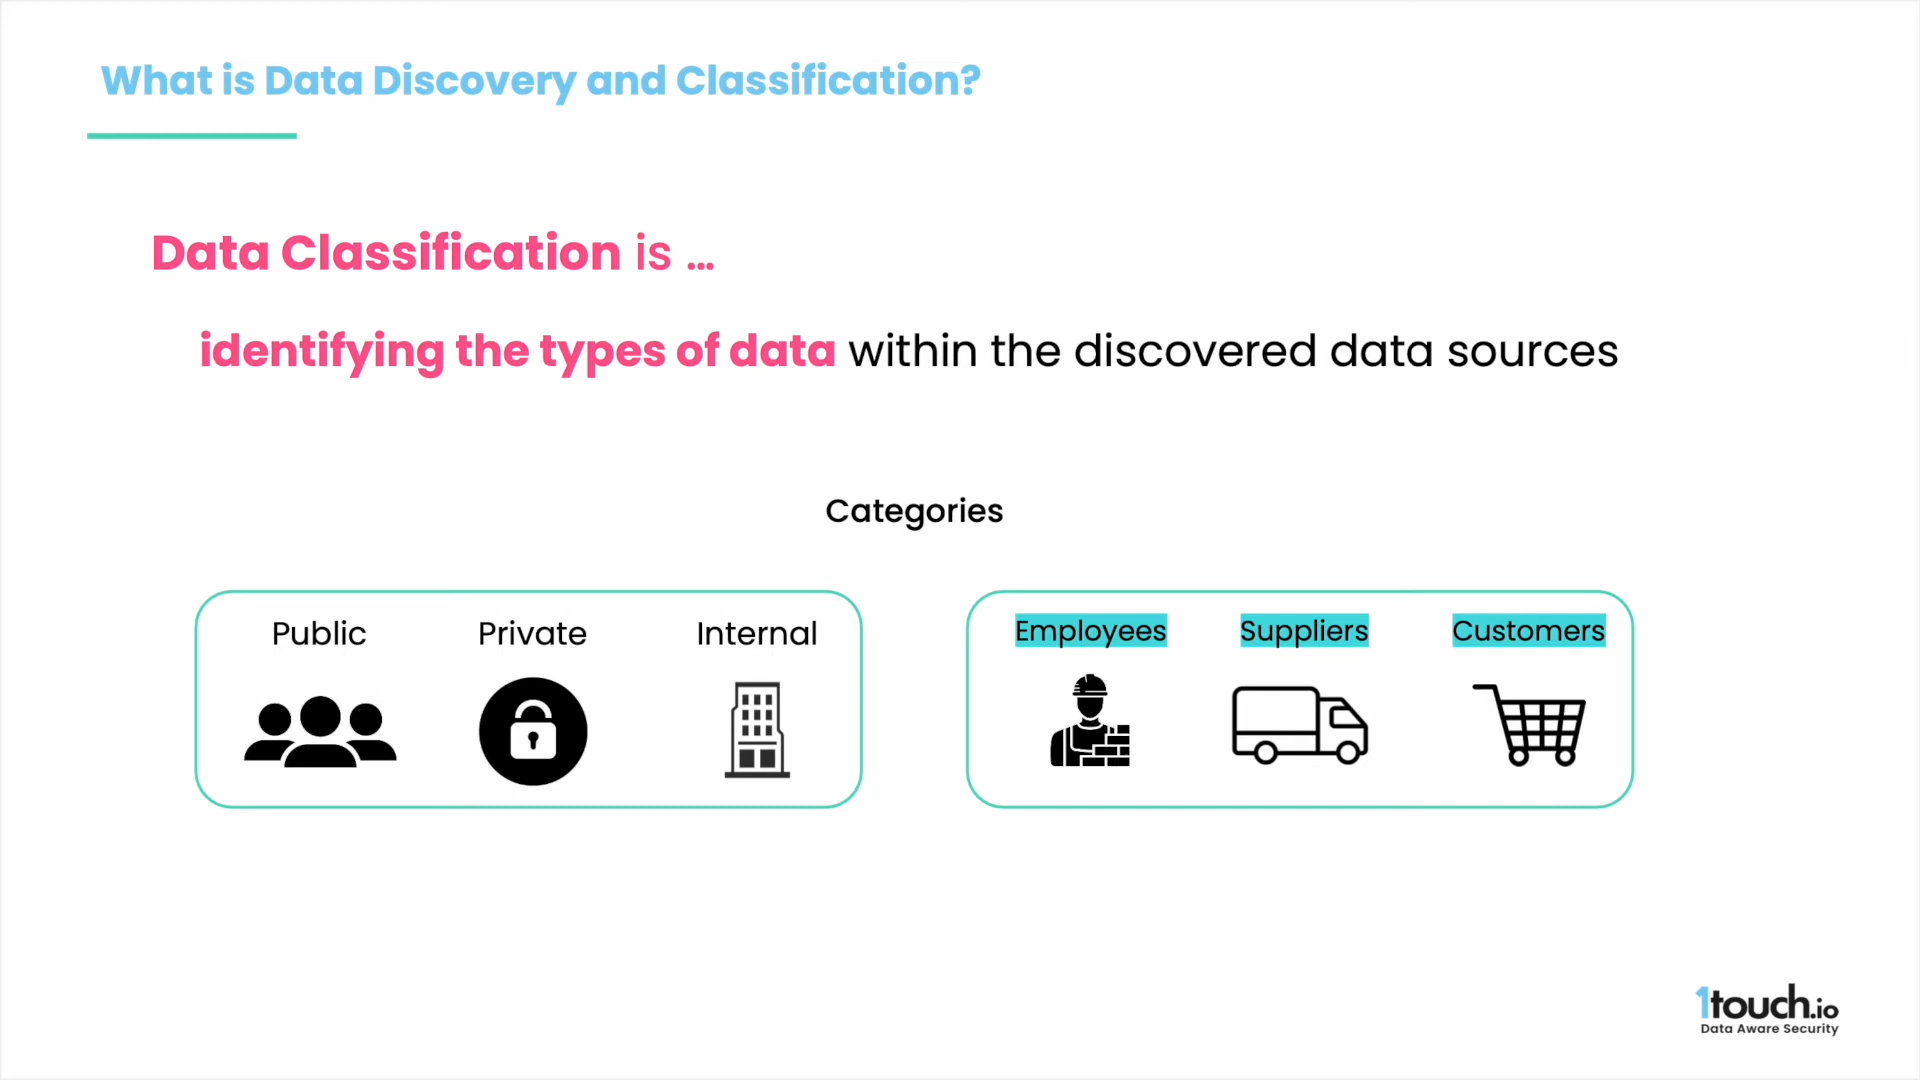 What is Data Discovery and Classification?
Data Classification is ...
identifying the types of data within the discovered data sources
Categories
Public Private Internal
Employees Suppliers Customers
1touch.io
Data Aware Security